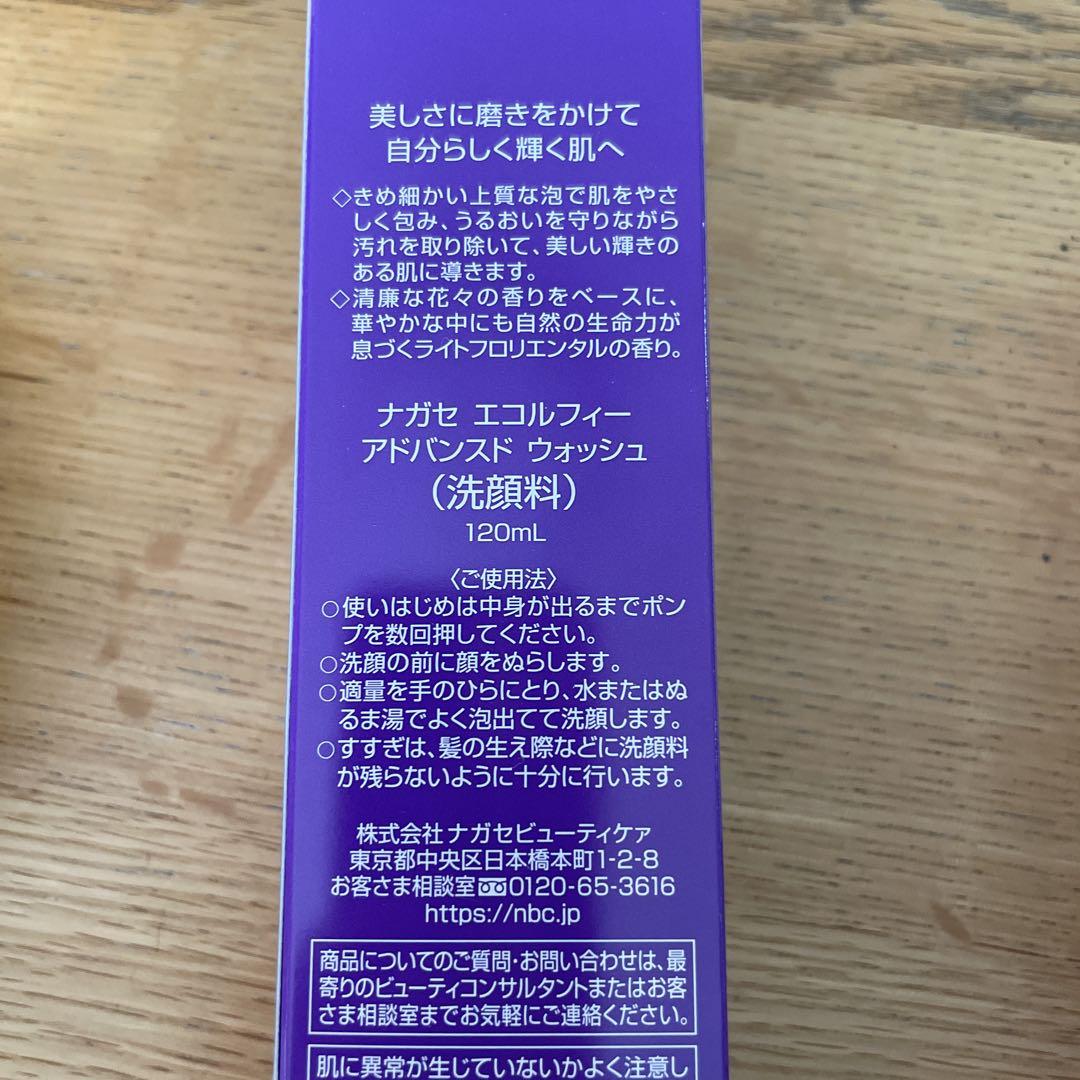 美しさに磨きをかけて
自分らしく輝く肌へ
◇きめ細かい上質な泡で肌をやさ
しく包み、うるおいを守りながら
汚れを取り除いて、美しい輝きの
ある肌に導きます。
◇清廉な花々の香りをベースに、
華やかな中にも自然の生命力が
息づくライトフロリエンタルの香り。
ナガセ エコルフィー
アドバンスド ウォッシュ
（洗顔料）
120mL
〈ご使用法〉
○使いはじめは中身が出るまでポン
プを数回押してください。
○洗顔の前に顔をぬらします。
○適量を手のひらにとり、水またはぬ
るま湯でよく泡出てて洗顔します。
○すすぎは、髪の生え際などに洗顔料
が残らないように十分に行います。
株式会社 ナガセビューティケァ
東京都中央区日本橋本町1-2-8
お客さま相談室 0120-65-3616
https://nbc.jp
商品についてのご質問・お問い合わせは、最
寄りのビューティコンサルタントまたはお客
さま相談室までお気軽にご連絡ください。
肌に異常が生じていないかよく注意し